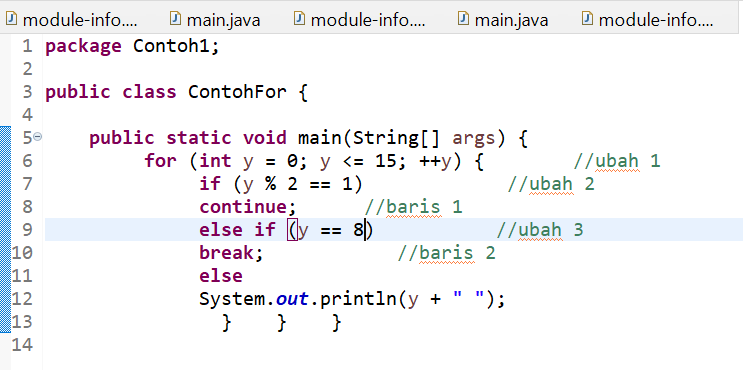 module-info.... main.java module-info.... main.java module-info....
1 package Contoh1;
2
3 public class ContohFor {
4
5 public static void main(String[] args) {
6 for (int y = 0; y <= 15; ++y) { //ubah 1
7 if (y % 2 == 1) //ubah 2
8 continue; //baris 1
9 else if (y == 8) //ubah 3
10 break; //baris 2
11 else
12 System.out.println(y + " ");
13 } } }
14